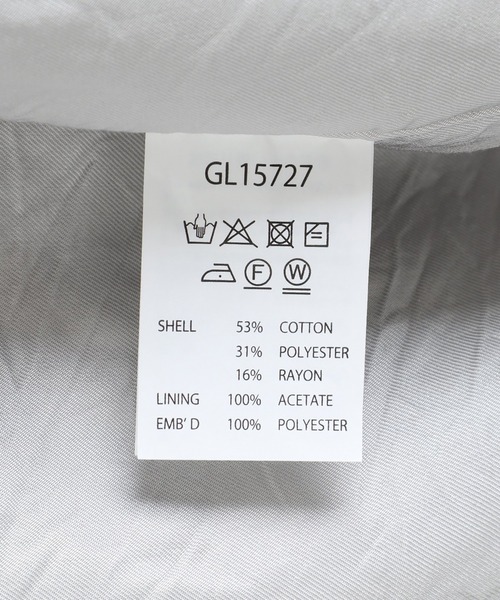 GL15727
F W
SHELL 53% COTTON
31% POLYESTER
16% RAYON
LINING 100% ACETATE
EMB' D 100% POLYESTER